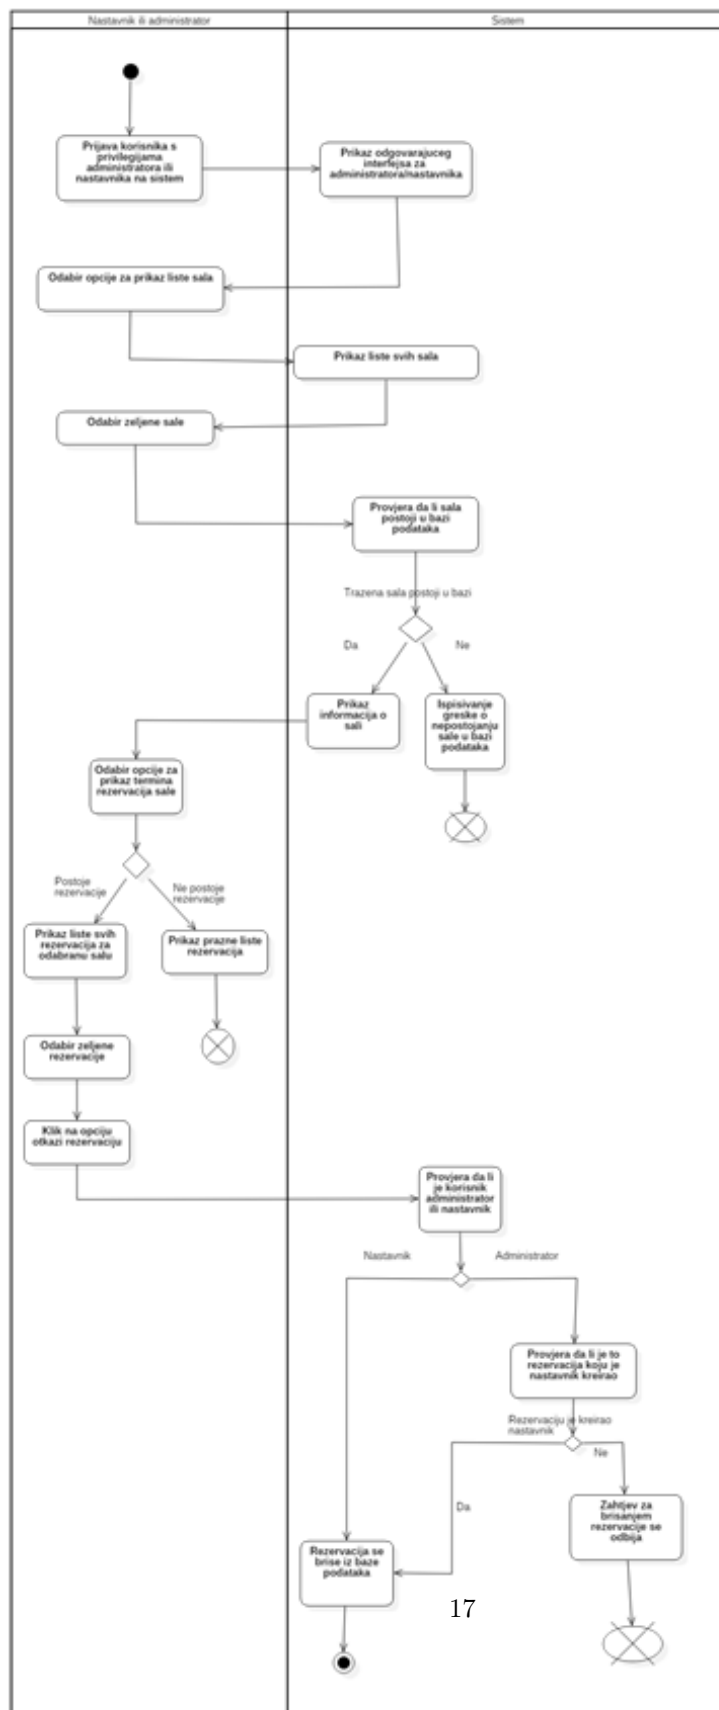 Nastavnik ili administrator
Sistem
Prijava korisnika s
privilegijama
administratora ili
nastavnika na sistem
Prikaz odgovarajuceg
interfejsa za
administratora/nastavnika
Odabir opcije za prikaz liste sala
Prikaz liste svih sala
Odabir zeljene sale
Provjera da li sala
postoji u bazi
podataka
Trazena sala postoji u bazi
Da
Ne
Prikaz
informacija o
sali
Ispisivanje
greske o
nepostojanju
sale u bazi
podataka
Odabir opcije za
prikaz termina
rezervacija sale
Postoje
rezervacije
Ne postoje
rezervacije
Prikaz liste svih
rezervacija za
odabranu salu
Prikaz prazne liste
rezervacija
Odabir zeljene
rezervacije
Klik na opciju
otkazi rezervaciju
Provjera da li
je korisnik
administrator
ili nastavnik
Nastavnik
Administrator
Provjera da li je to
rezervacija koju je
nastavnik kreirao
Rezervaciju je kreirao
nastavnik
Ne
Da
Zahtjev za
brisanjem
rezervacije se
odbija
Rezervacija se
brise iz baze
podataka
17